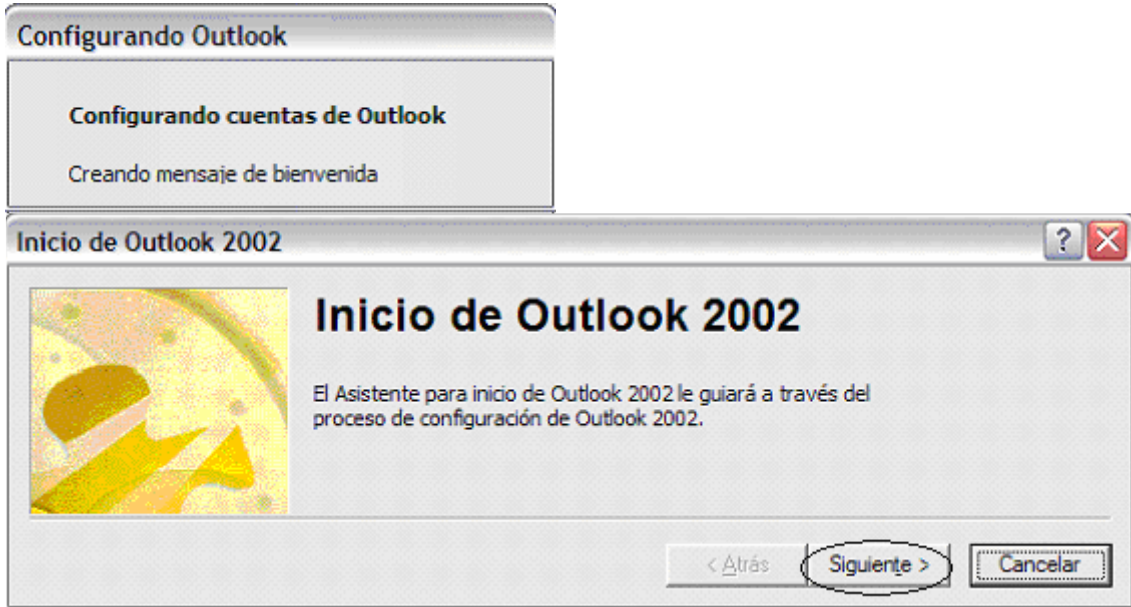 Configurando Outlook
Configurando cuentas de Outlook
Creando mensaje de bienvenida
Inicio de Outlook 2002
?
Inicio de Outlook 2002
El Asistente para inicio de Outlook 2002 le guiará a través del
proceso de configuración de Outlook 2002.
< Atrás Siguiente > Cancelar